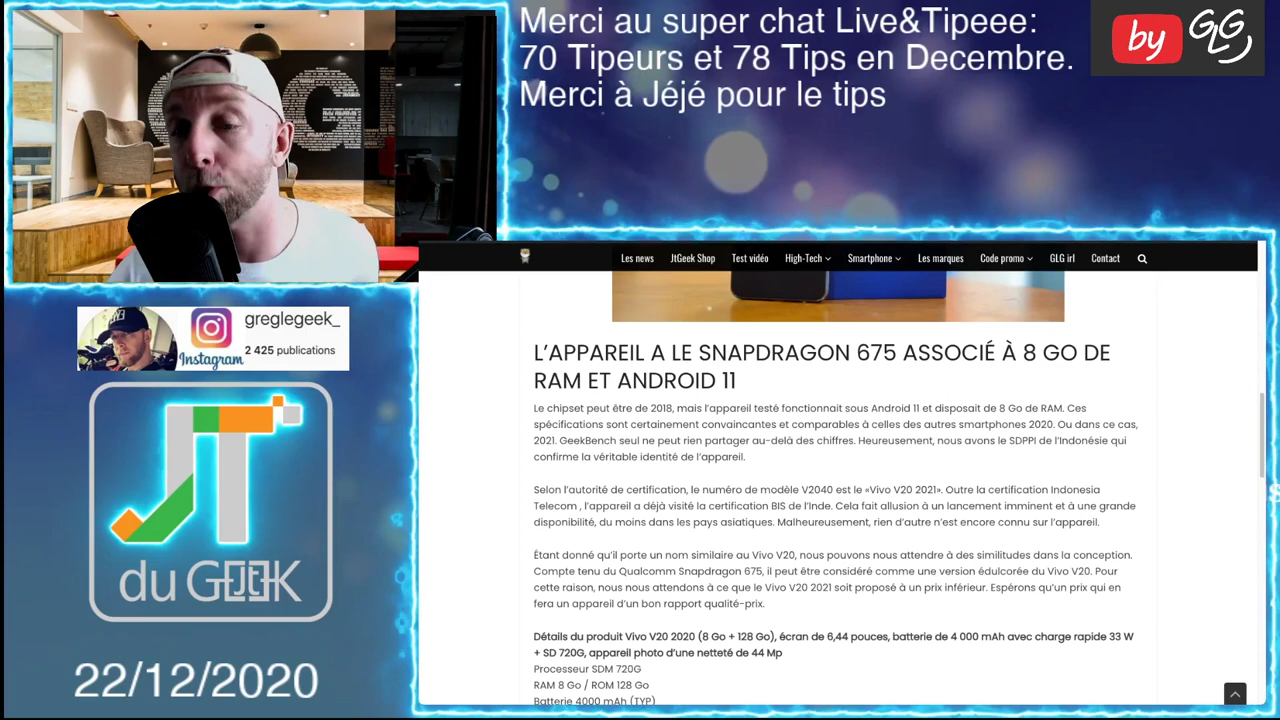 Merci au super chat Live&Tipeee:
70 Tipeurs et 78 Tips en Decembre.
Merci à Jéjé pour le tips
by GLG
Les news JtGeek Shop Test vidéo High-Tech Smartphone Les marques Code promo GLG irl Contact
greglegeek_
2 425 publications
Instagram
JT
du GEEK
22/12/2020
L'APPAREIL A LE SNAPDRAGON 675 ASSOCIÉ À 8 GO DE
RAM ET ANDROID 11
Le chipset peut être de 2018, mais l'appareil testé fonctionnait sous Android 11 et disposait de 8 Go de RAM. Ces
spécifications sont certainement convaincantes et comparables à celles des autres smartphones 2020. Ou dans ce cas,
2021. GeekBench seul ne peut rien partager au-delà des chiffres. Heureusement, nous avons le SDPPI de l'Indonésie qui
confirme la véritable identité de l'appareil.
Selon l'autorité de certification, le numéro de modèle V2040 est le «Vivo V20 2021». Outre la certification Indonesia
Telecom , l'appareil a déjà visité la certification BIS de l'Inde. Cela fait allusion à un lancement imminent et à une grande
disponibilité, du moins dans les pays asiatiques. Malheureusement, rien d'autre n'est encore connu sur l'appareil.
Étant donné qu'il porte un nom similaire au Vivo V20, nous pouvons nous attendre à des similitudes dans la conception.
Compte tenu du Qualcomm Snapdragon 675, il peut être considéré comme une version édulcorée du Vivo V20. Pour
cette raison, nous nous attendons à ce que le Vivo V20 2021 soit proposé à un prix inférieur. Espérons qu'un prix qui en
fera un appareil d'un bon rapport qualité-prix.
Détails du produit Vivo V20 2020 (8 Go + 128 Go), écran de 6,44 pouces, batterie de 4 000 mAh avec charge rapide 33 W
+ SD 720G, appareil photo d'une netteté de 44 Mp
Processeur SDM 720G
RAM 8 Go / ROM 128 Go
Batterie 4000 mAh (TYP)